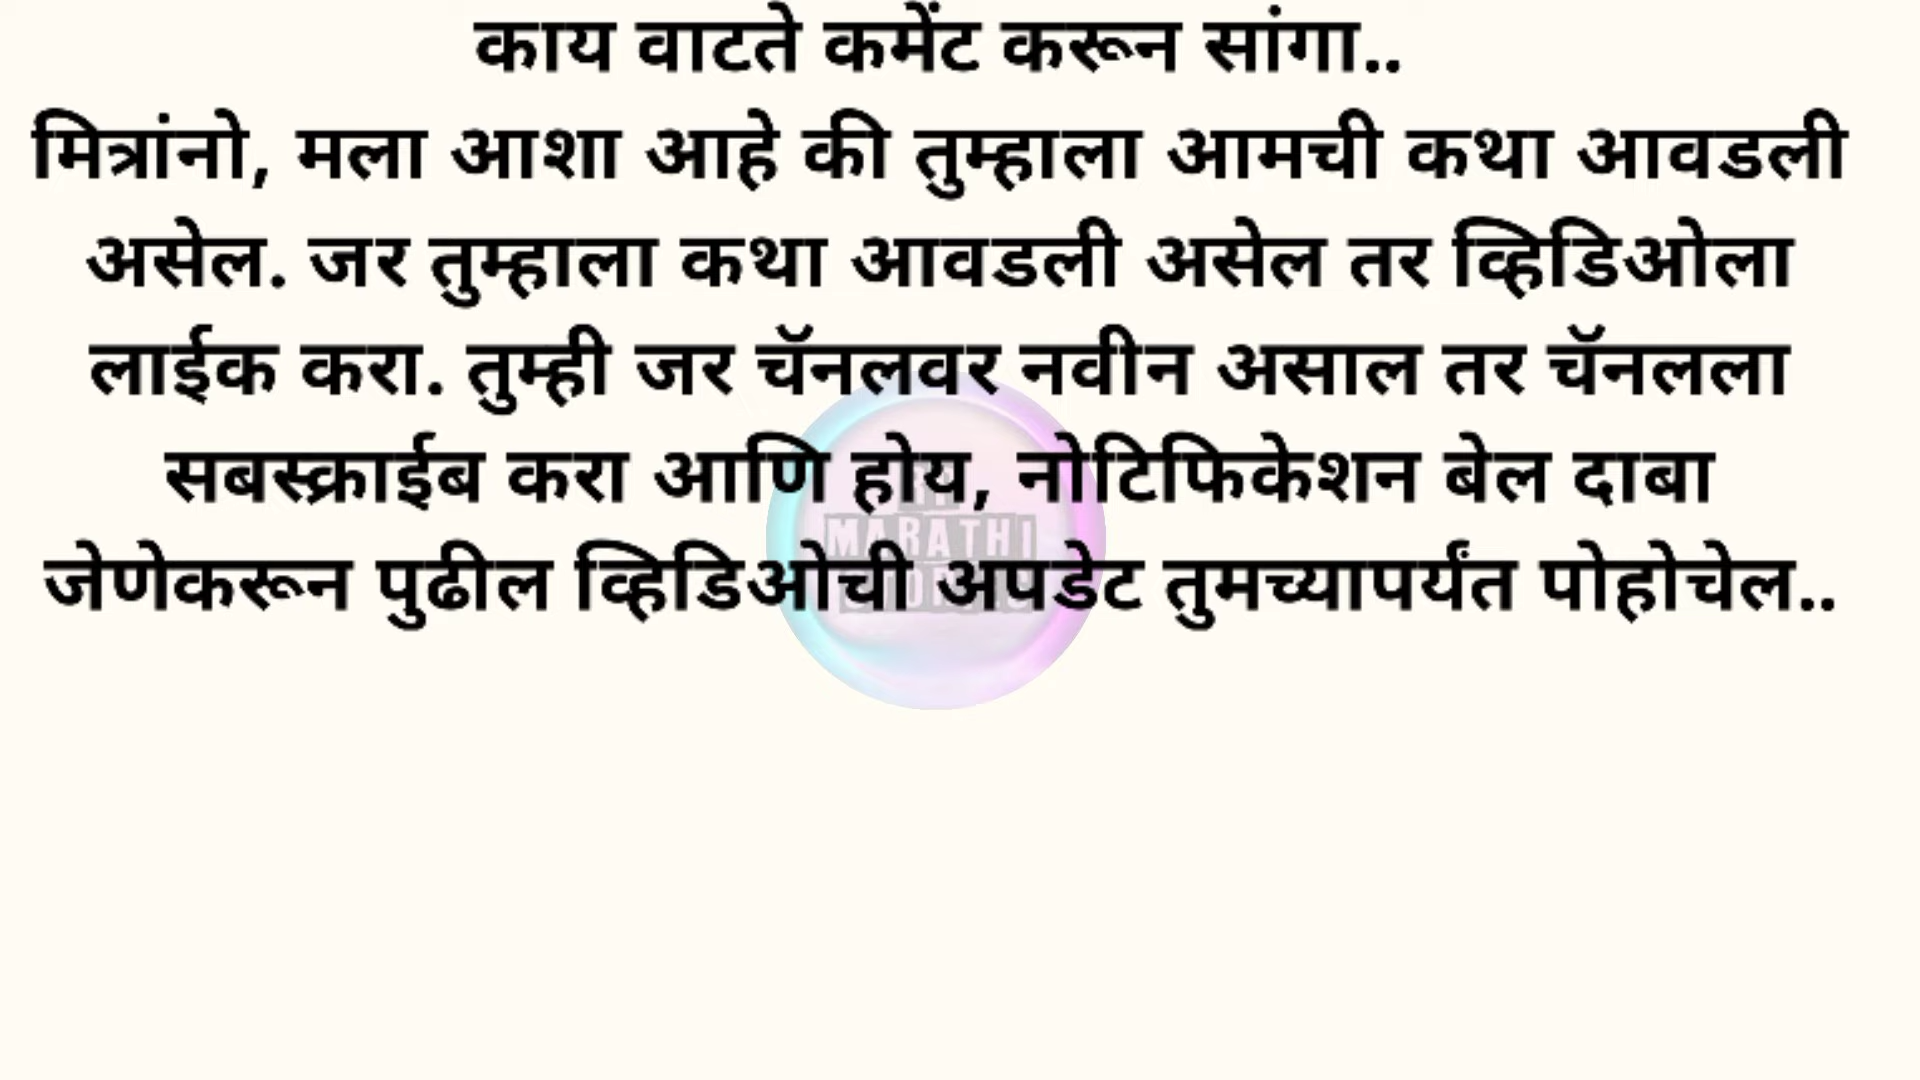 काय वाटते कमेंट करून सांगा..
मित्रांनो, मला आशा आहे की तुम्हाला आमची कथा आवडली
असेल. जर तुम्हाला कथा आवडली असेल तर व्हिडिओला
लाईक करा. तुम्ही जर चॅनलवर नवीन असाल तर चॅनलला
सबस्क्राईब करा आणि होय, नोटिफिकेशन बेल दाबा
MARATHI
जेणेकरून पुढील व्हिडिओची अपडेट तुमच्यापर्यंत पोहोचेल..